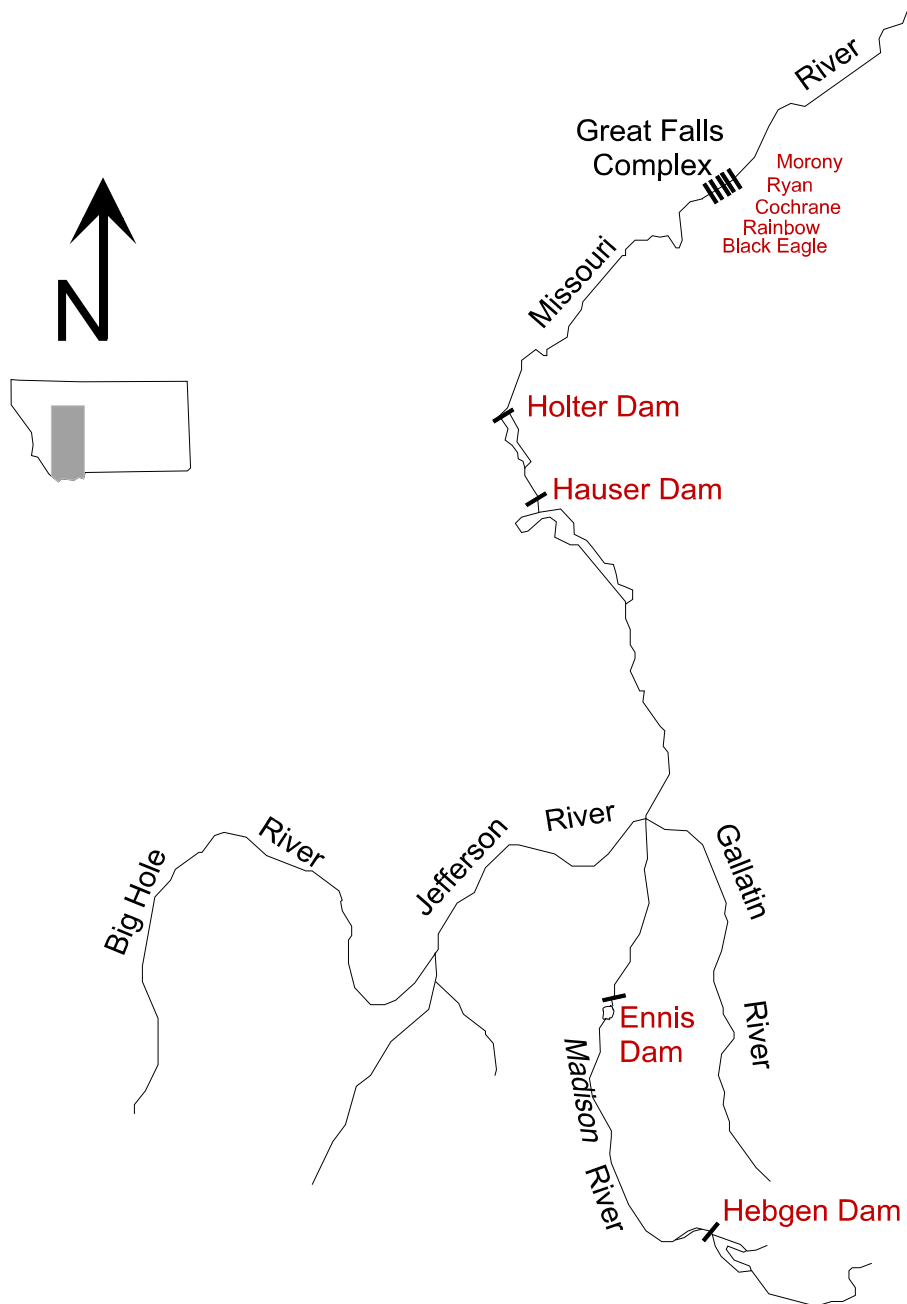 River
Great Falls
Complex
Morony
Ryan
Cochrane
Rainbow
Black Eagle
Missouri
N
Holter Dam
Hauser Dam
River
River
Jefferson
Gallatin
Big Hole
River
Ennis
Dam
Madison
River
Hebgen Dam